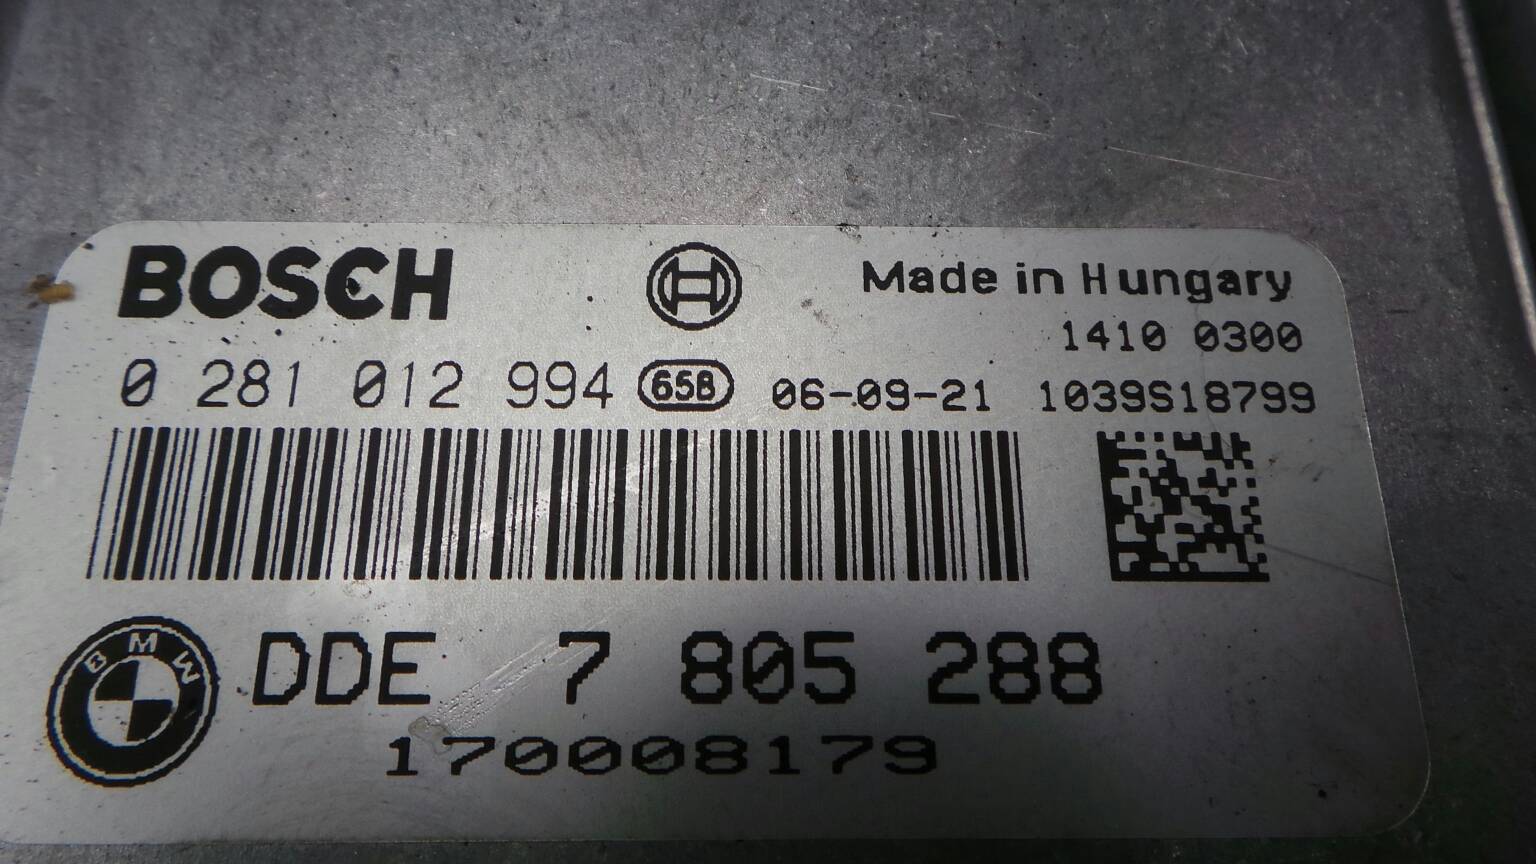 BOSCH
Made in Hungary
1410 0300
0 281 012 994 65B 06-09-21 1039S18799
BMW
DDE 7 805 288
170008179